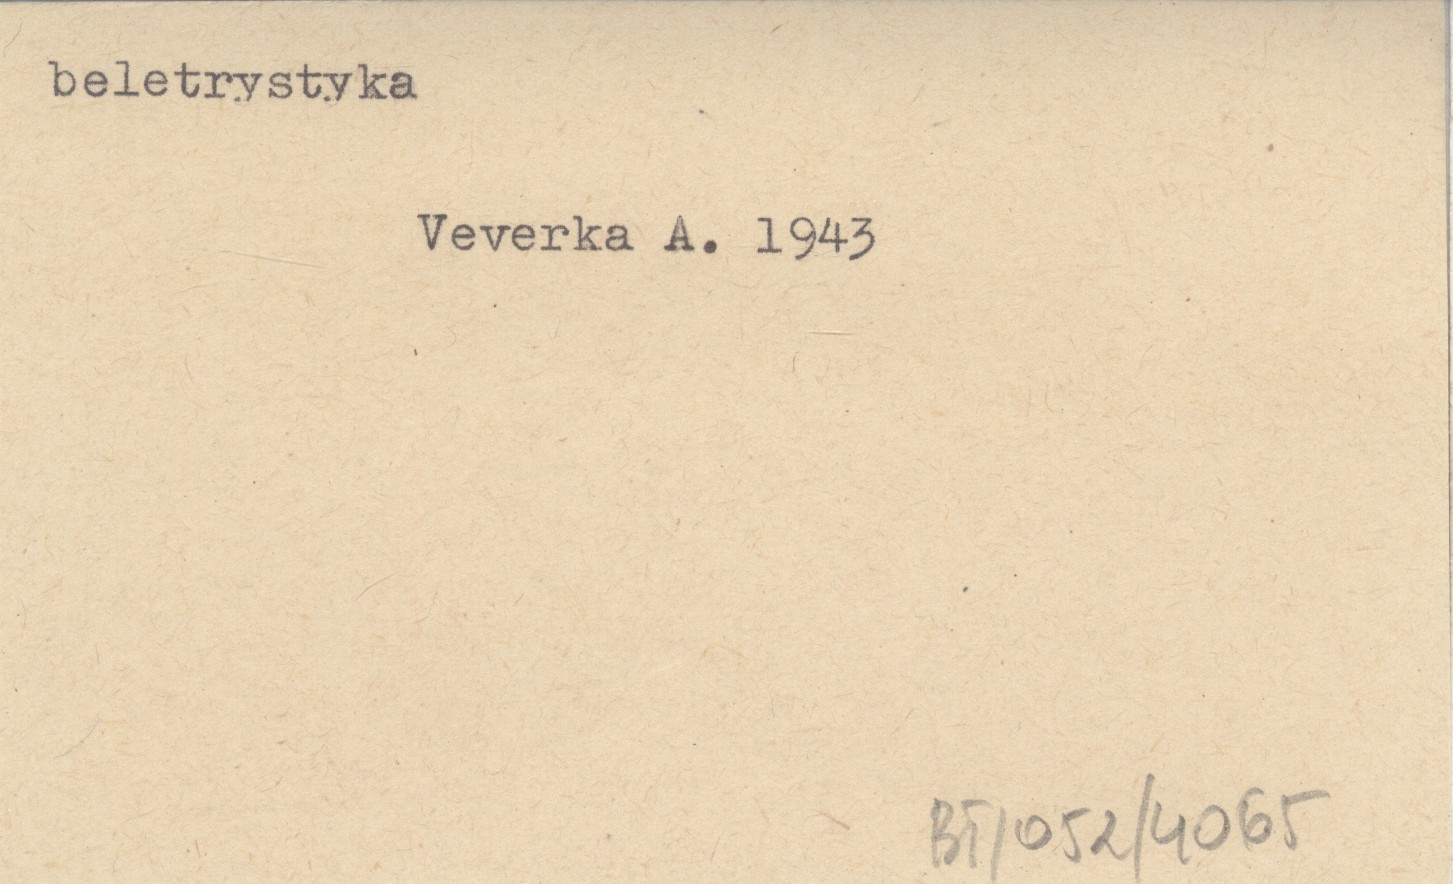 beletrystyka
Veverka A. 1943
BT/052/4065